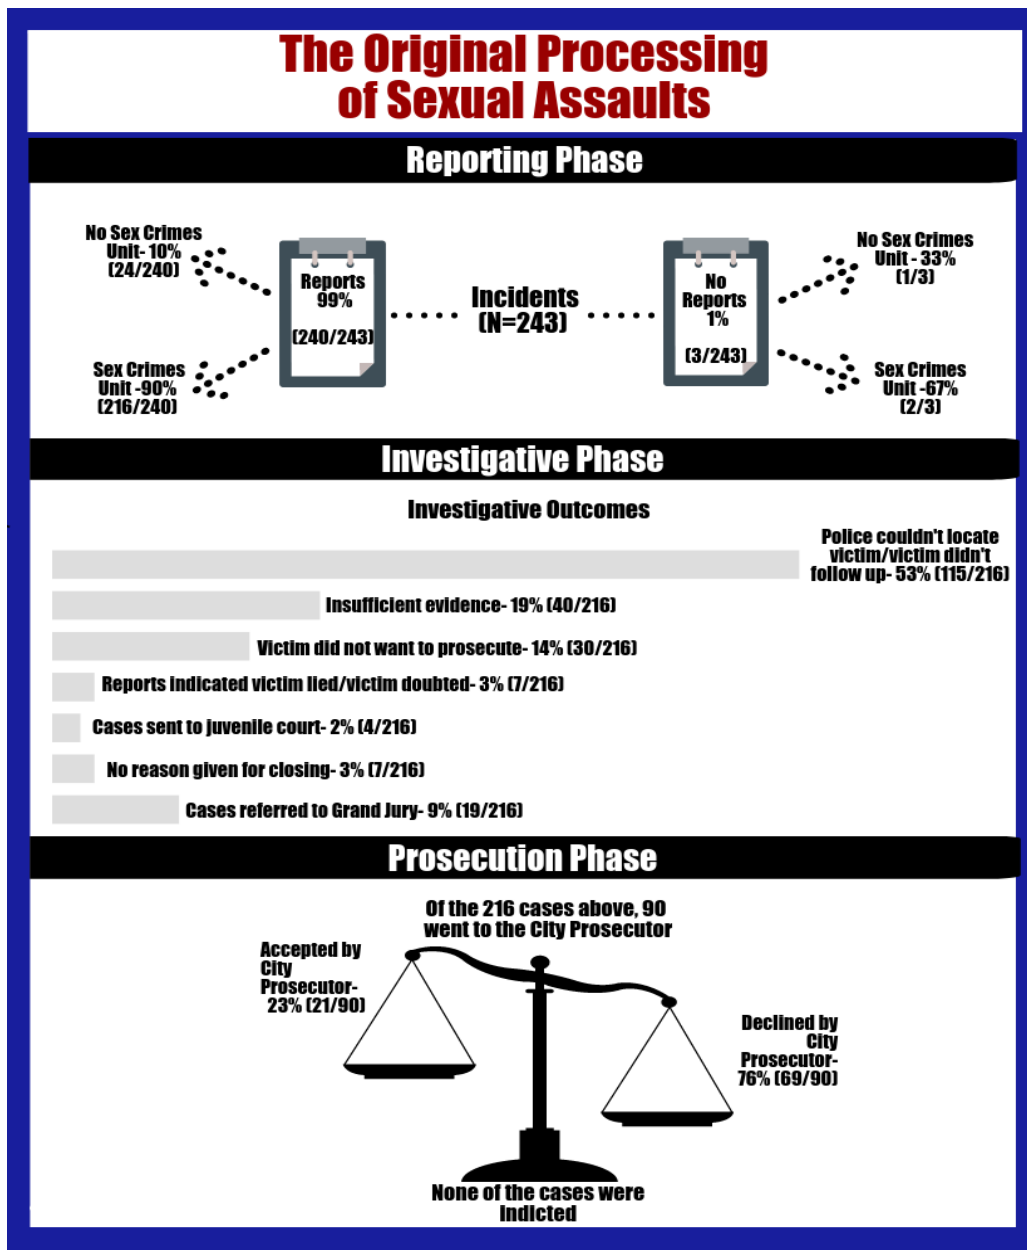 The Original Processing
of Sexual Assaults
Reporting Phase
No Sex Crimes
Unit- 10%
(24/240)
Sex Crimes
Unit -90%
(216/240)
Reports
99%
(240/243)
Incidents
(N=243)
No
Reports
1%
(3/243)
No Sex Crimes
Unit - 33%
(1/3)
Sex Crimes
Unit -67%
(2/3)
Investigative Phase
Investigative Outcomes
Police couldn't locate
victim/victim didn't
follow up- 53% (115/216)
Insufficient evidence- 19% (40/216)
Victim did not want to prosecute- 14% (30/216)
Reports indicated victim lied/victim doubted- 3% (7/216)
Cases sent to juvenile court- 2% (4/216)
No reason given for closing- 3% (7/216)
Cases referred to Grand Jury- 9% (19/216)
Prosecution Phase
Of the 216 cases above, 90
went to the City Prosecutor
Accepted by
City
Prosecutor-
23% (21/90)
Declined by
City
Prosecutor-
76% (69/90)
None of the cases were
indicted